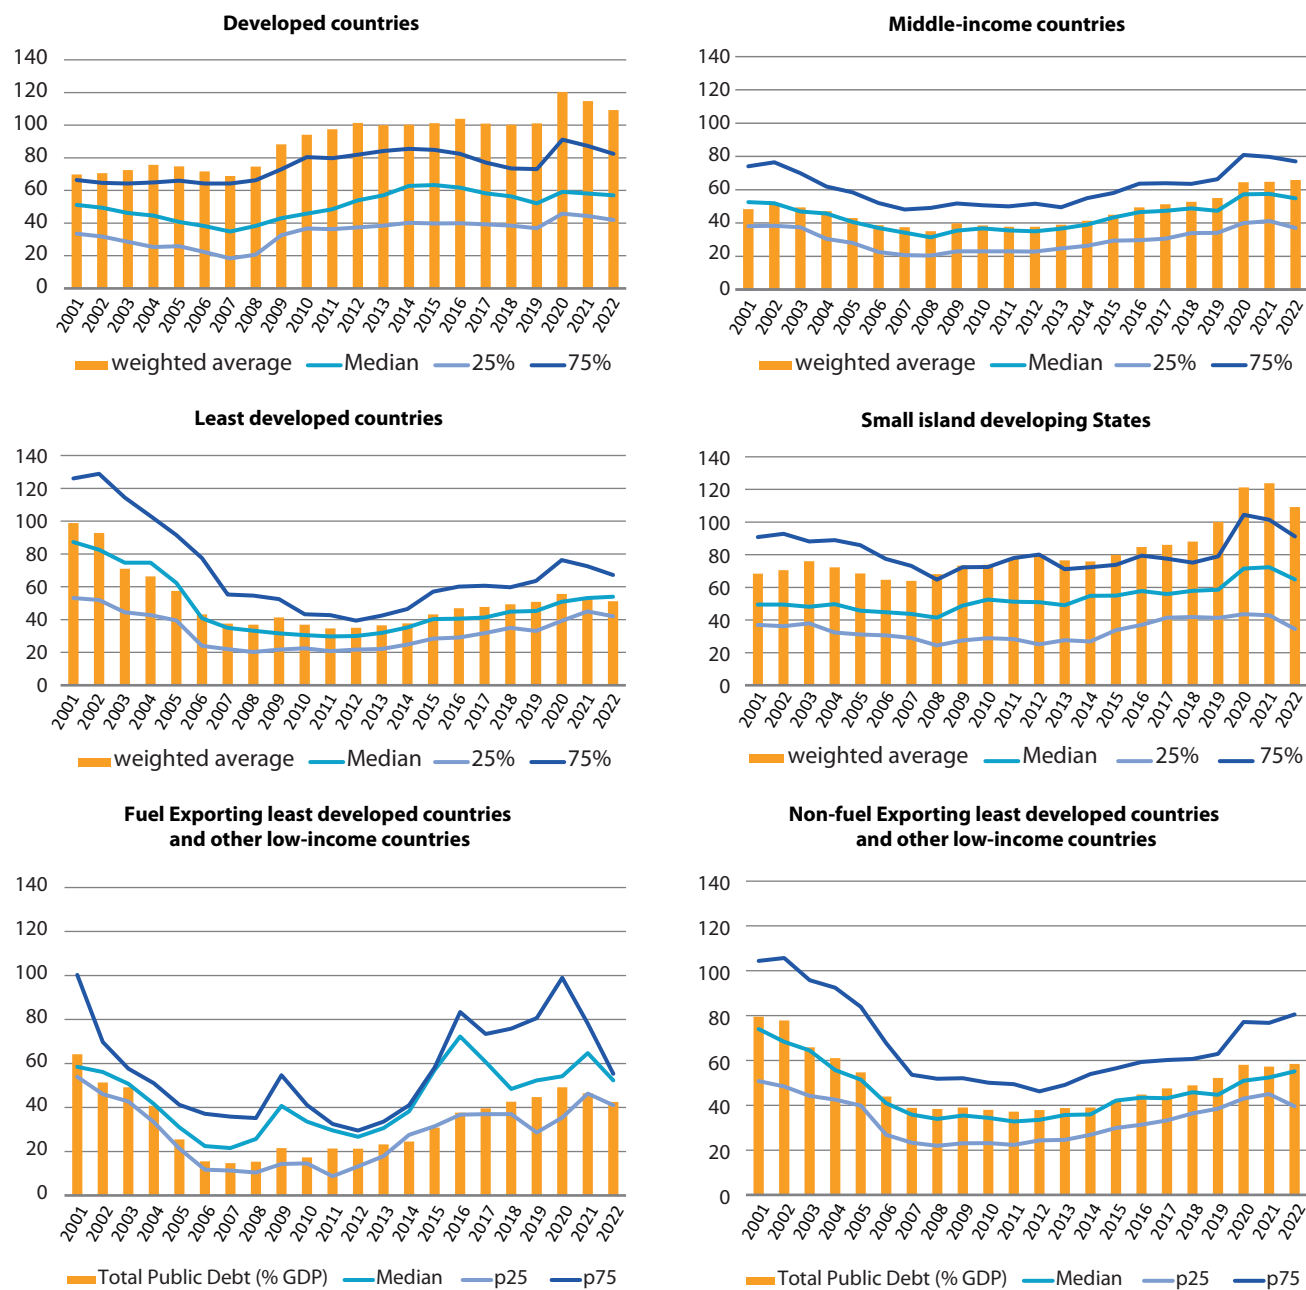 Developed countries
140
120
100
80
60
40
20
0
2001 2002 2003 2004 2005 2006 2007 2008 2009 2010 2011 2012 2013 2014 2015 2016 2017 2018 2019 2020 2021 2022
weighted average Median 25% 75%
Middle-income countries
140
120
100
80
60
40
20
0
2001 2002 2003 2004 2005 2006 2007 2008 2009 2010 2011 2012 2013 2014 2015 2016 2017 2018 2019 2020 2021 2022
weighted average Median 25% 75%
Least developed countries
140
120
100
80
60
40
20
0
2001 2002 2003 2004 2005 2006 2007 2008 2009 2010 2011 2012 2013 2014 2015 2016 2017 2018 2019 2020 2021 2022
weighted average Median 25% 75%
Small island developing States
140
120
100
80
60
40
20
0
2001 2002 2003 2004 2005 2006 2007 2008 2009 2010 2011 2012 2013 2014 2015 2016 2017 2018 2019 2020 2021 2022
weighted average Median 25% 75%
Fuel Exporting least developed countries
and other low-income countries
140
120
100
80
60
40
20
0
2001 2002 2003 2004 2005 2006 2007 2008 2009 2010 2011 2012 2013 2014 2015 2016 2017 2018 2019 2020 2021 2022
Total Public Debt (% GDP) Median p25 p75
Non-fuel Exporting least developed countries
and other low-income countries
140
120
100
80
60
40
20
0
2001 2002 2003 2004 2005 2006 2007 2008 2009 2010 2011 2012 2013 2014 2015 2016 2017 2018 2019 2020 2021 2022
Total Public Debt (% GDP) Median p25 p75